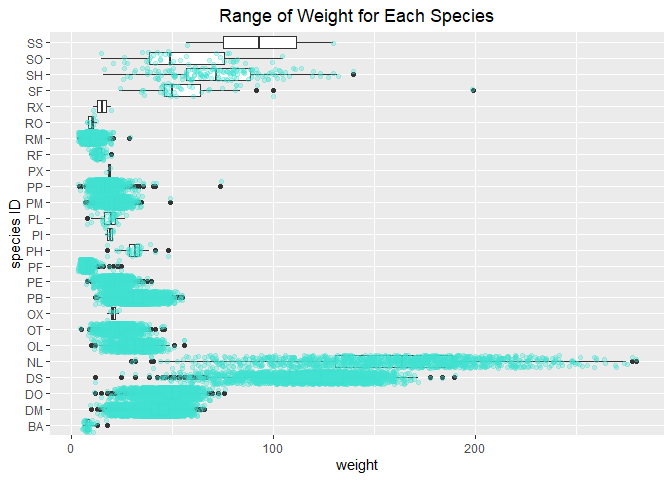 Range of Weight for Each Species
SS
SO
SH
SF
RX
RO
RM
RF
PX
PP
PM
PL
PI
PH
PF
PE
PB
OX
OT
OL
NL
DS
DO
DM
BA
species ID
0 100 200
weight